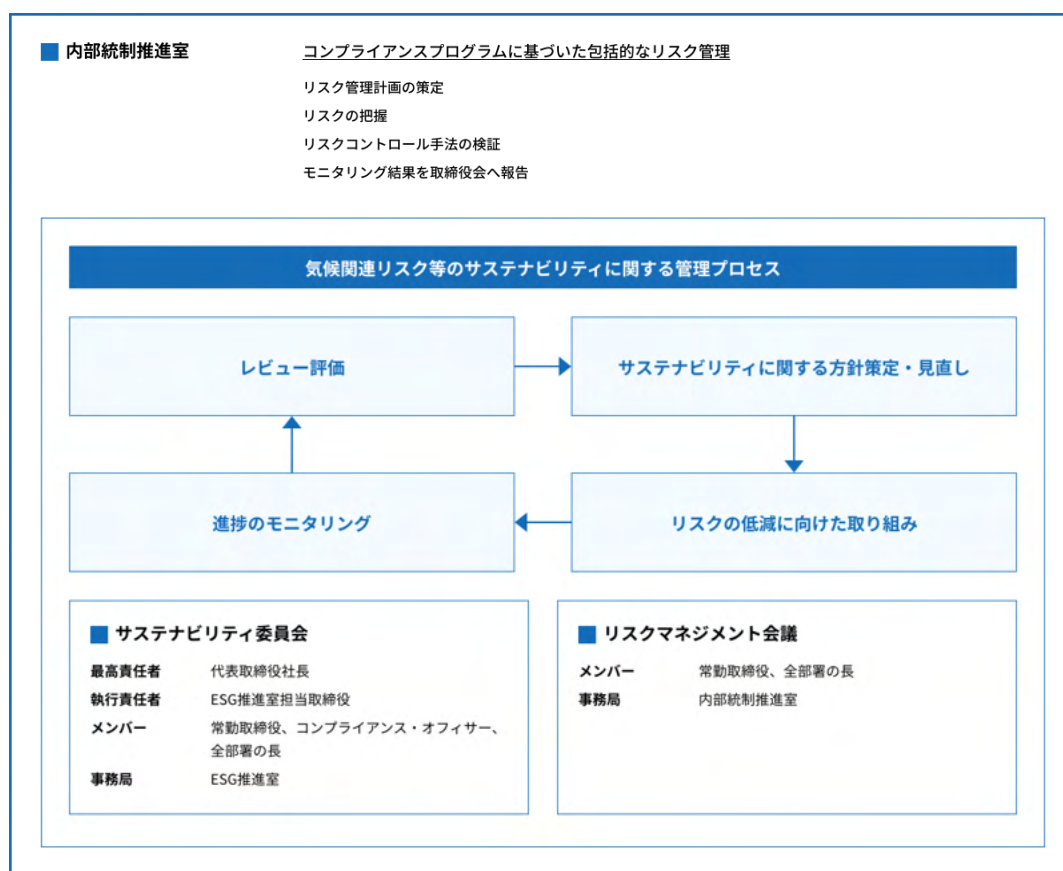 内部統制推進室
コンプライアンスプログラムに基づいた包括的なリスク管理
リスク管理計画の策定
リスクの把握
リスクコントロール手法の検証
モニタリング結果を取締役会へ報告
気候関連リスク等のサステナビリティに関する管理プロセス
レビュー評価
サステナビリティに関する方針策定・見直し
進捗のモニタリング
リスクの低減に向けた取り組み
サステナビリティ委員会
最高責任者 代表取締役社長
執行責任者 ESG推進室担当取締役
メンバー 常勤取締役、コンプライアンス・オフィサー、
全部署の長
事務局 ESG推進室
リスクマネジメント会議
メンバー 常勤取締役、全部署の長
事務局 内部統制推進室